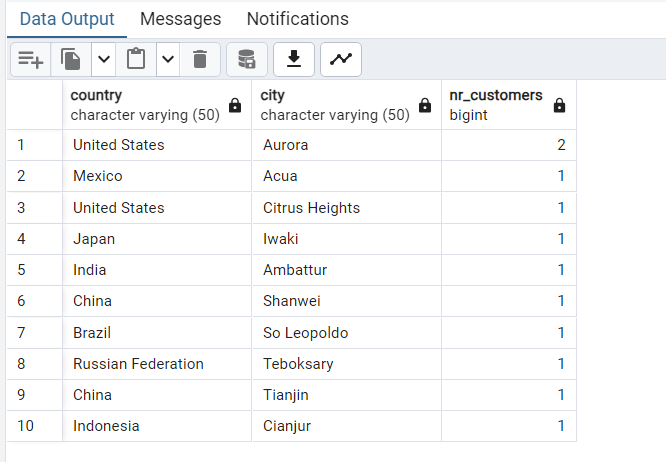 Data Output Messages Notifications
country city nr_customers
character varying (50) character varying (50) bigint
1 United States Aurora 2
2 Mexico Acua 1
3 United States Citrus Heights 1
4 Japan Iwaki 1
5 India Ambattur 1
6 China Shanwei 1
7 Brazil So Leopoldo 1
8 Russian Federation Teboksary 1
9 China Tianjin 1
10 Indonesia Cianjur 1